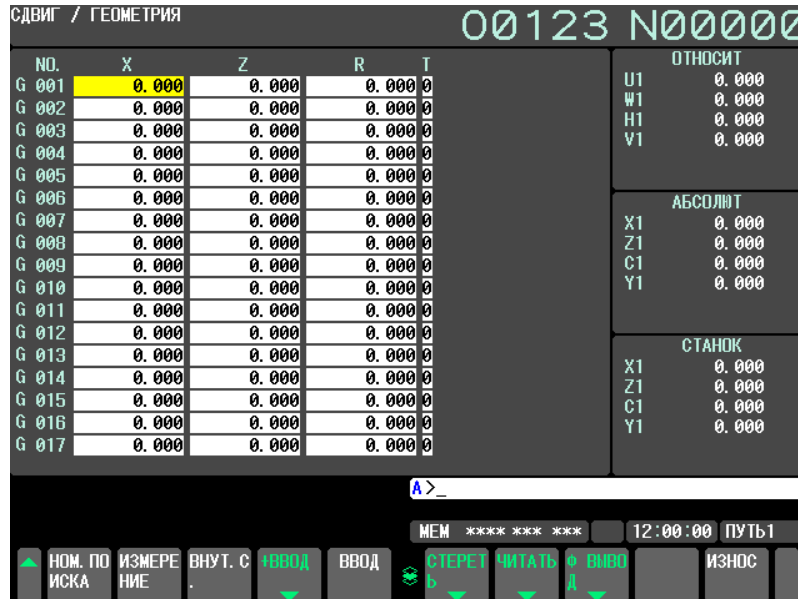 СДВИГ / ГЕОМЕТРИЯ
O0123 N00000
NO. X Z R T
G 001 0.000 0.000 0.000 0
G 002 0.000 0.000 0.000 0
G 003 0.000 0.000 0.000 0
G 004 0.000 0.000 0.000 0
G 005 0.000 0.000 0.000 0
G 006 0.000 0.000 0.000 0
G 007 0.000 0.000 0.000 0
G 008 0.000 0.000 0.000 0
G 009 0.000 0.000 0.000 0
G 010 0.000 0.000 0.000 0
G 011 0.000 0.000 0.000 0
G 012 0.000 0.000 0.000 0
G 013 0.000 0.000 0.000 0
G 014 0.000 0.000 0.000 0
G 015 0.000 0.000 0.000 0
G 016 0.000 0.000 0.000 0
G 017 0.000 0.000 0.000 0
ОТНОСИТ
U1 0.000
W1 0.000
H1 0.000
V1 0.000
АБСОЛЮТ
X1 0.000
Z1 0.000
C1 0.000
Y1 0.000
СТАНОК
X1 0.000
Z1 0.000
C1 0.000
Y1 0.000
A>_
MEM **** *** *** 12:00:00 ПУТЬ1
НОМ. ПО
ИСКА
ИЗМЕРЕ
НИЕ
ВНУТ. С
.
+ВВОД
ВВОД
СТЕРЕТ
Ь
ЧИТАТЬ
Ф ВЫВО
Д
ИЗНОС